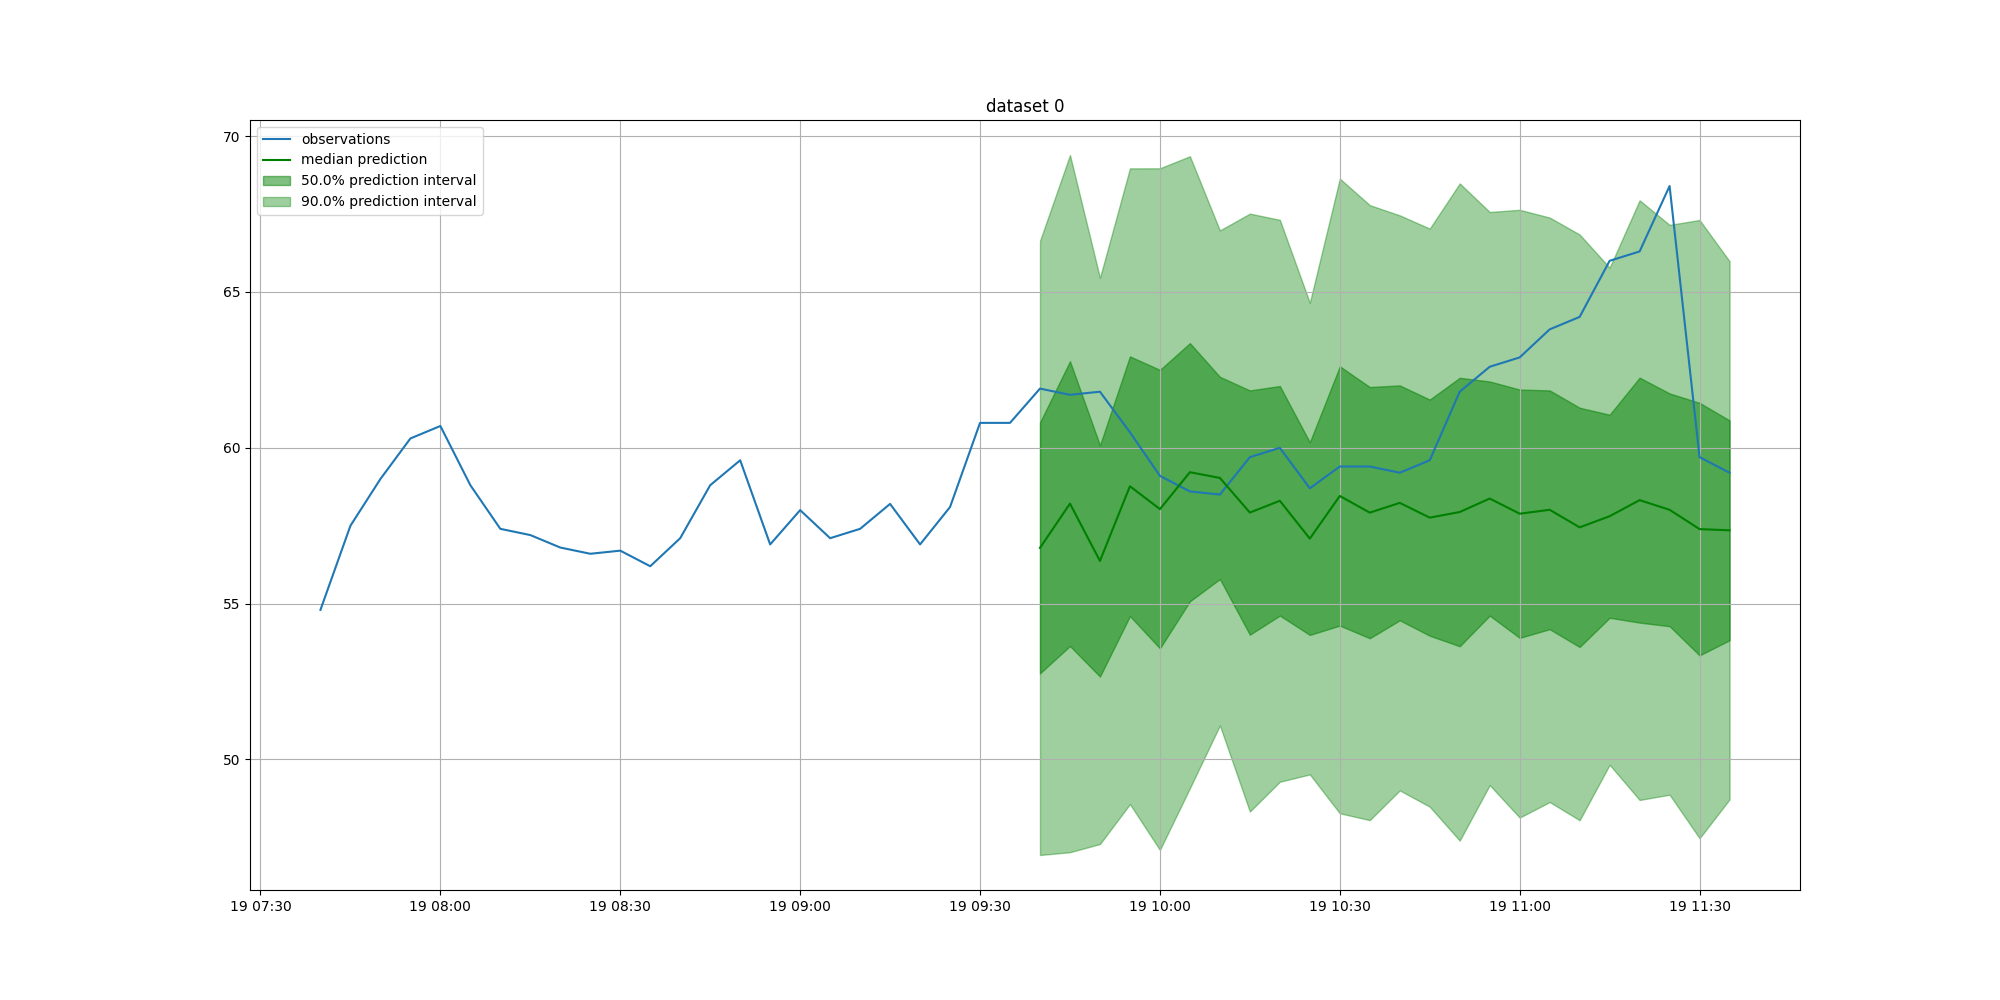 dataset 0
observations
median prediction
50.0% prediction interval
90.0% prediction interval
70
65
60
55
50
19 07:30 19 08:00 19 08:30 19 09:00 19 09:30 19 10:00 19 10:30 19 11:00 19 11:30